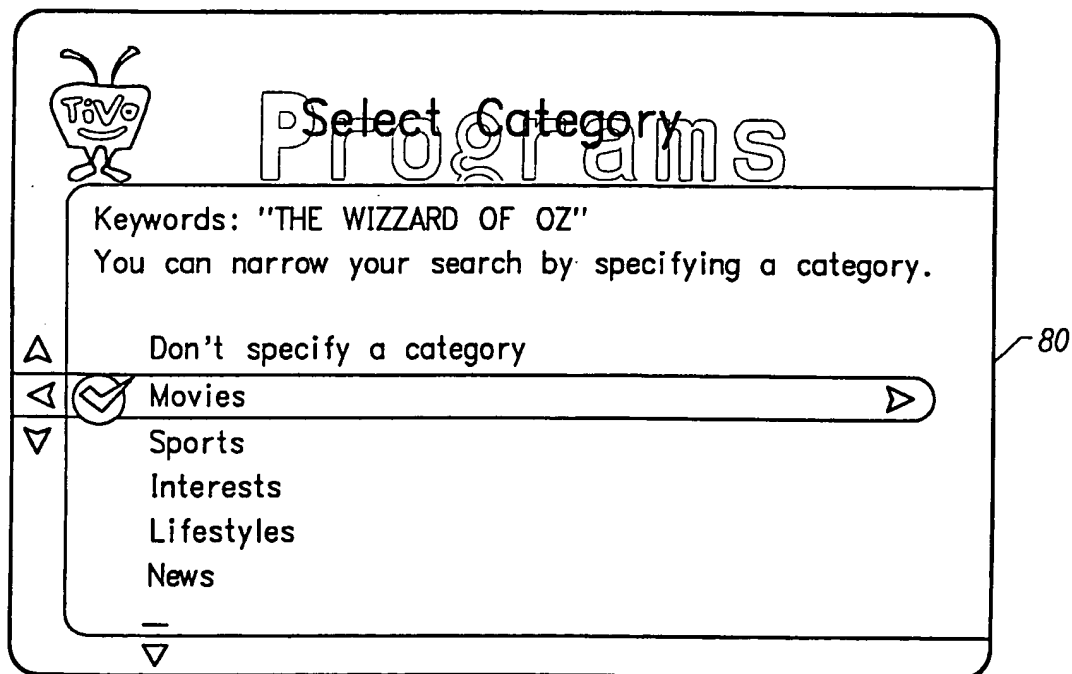 TiVo
Select Category
Programs
Keywords: "THE WIZZARD OF OZ"
You can narrow your search by specifying a category.
Don't specify a category
80
Movies
Sports
Interests
Lifestyles
News